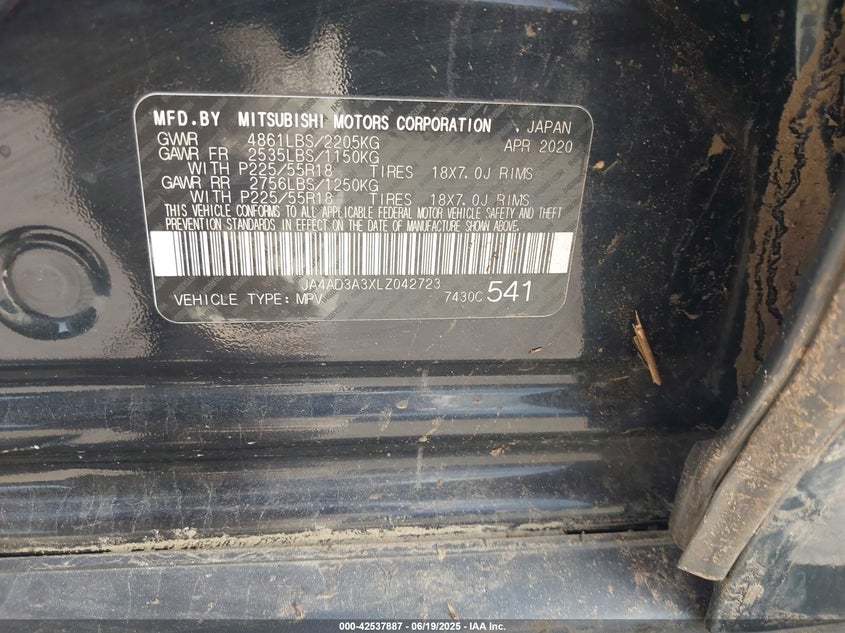 MFD.BY MITSUBISHI MOTORS CORPORATION , JAPAN
GVWR 4861LBS/2205KG APR 2020
GAWR FR 2535LBS/1150KG
WITH P225/55R18 TIRES 18X7.0J RIMS
GAWR RR 2756LBS/1250KG
WITH P225/55R18 TIRES 18X7.0J RIMS
THIS VEHICLE CONFORMS TO ALL APPLICABLE FEDERAL MOTOR VEHICLE SAFETY AND THEFT
PREVENTION STANDARDS IN EFFECT ON THE DATE OF MANUFACTURE SHOWN ABOVE.
JA4AD3A3XLZ042723
VEHICLE TYPE: MPV 7430C 541
000-42537887 - 06/19/2025 - IAA Inc.